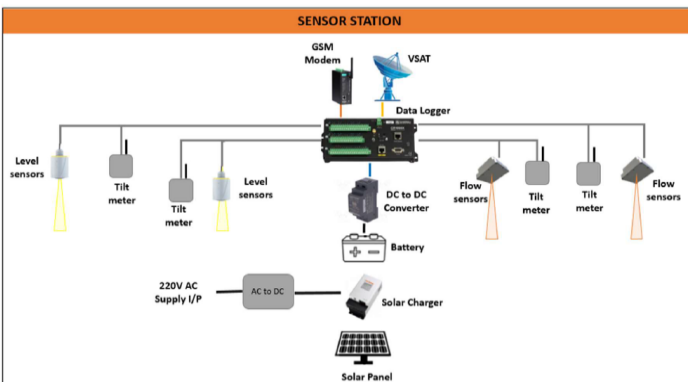 SENSOR STATION
GSM
Modem
VSAT
Data Logger
Level
sensors
Tilt
meter
Tilt
meter
Level
sensors
DC to DC
Converter
Flow
sensors
Tilt
meter
Tilt
meter
Flow
sensors
Battery
220V AC
Supply I/P
AC to DC
Solar Charger
Solar Panel